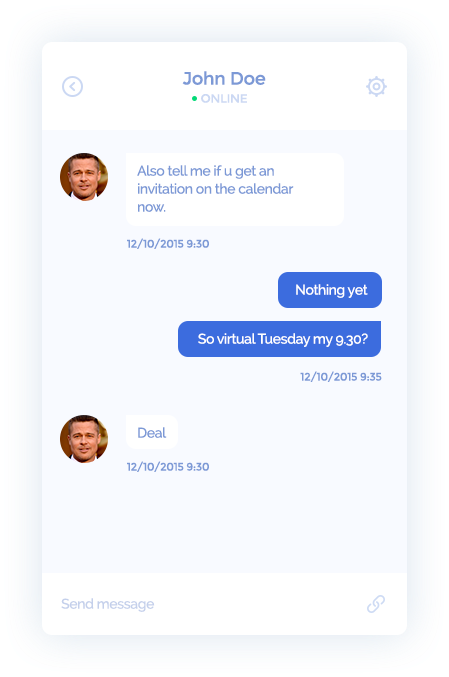 John Doe
ONLINE
Also tell me if u get an
invitation on the calendar
now.
12/10/2015 9:30
Nothing yet
So virtual Tuesday my 9.30?
12/10/2015 9:35
Deal
12/10/2015 9:30
Send message